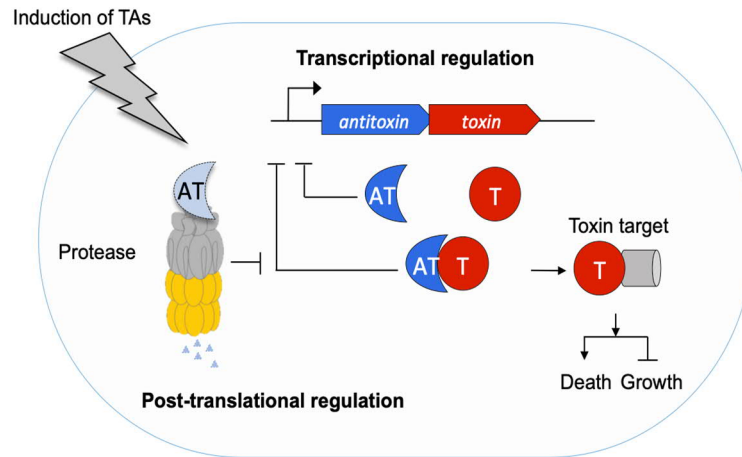 Induction of TAs
Transcriptional regulation
antitoxin
toxin
AT
AT
T
Toxin target
Protease
AT
T
T
Death
Growth
Post-translational regulation